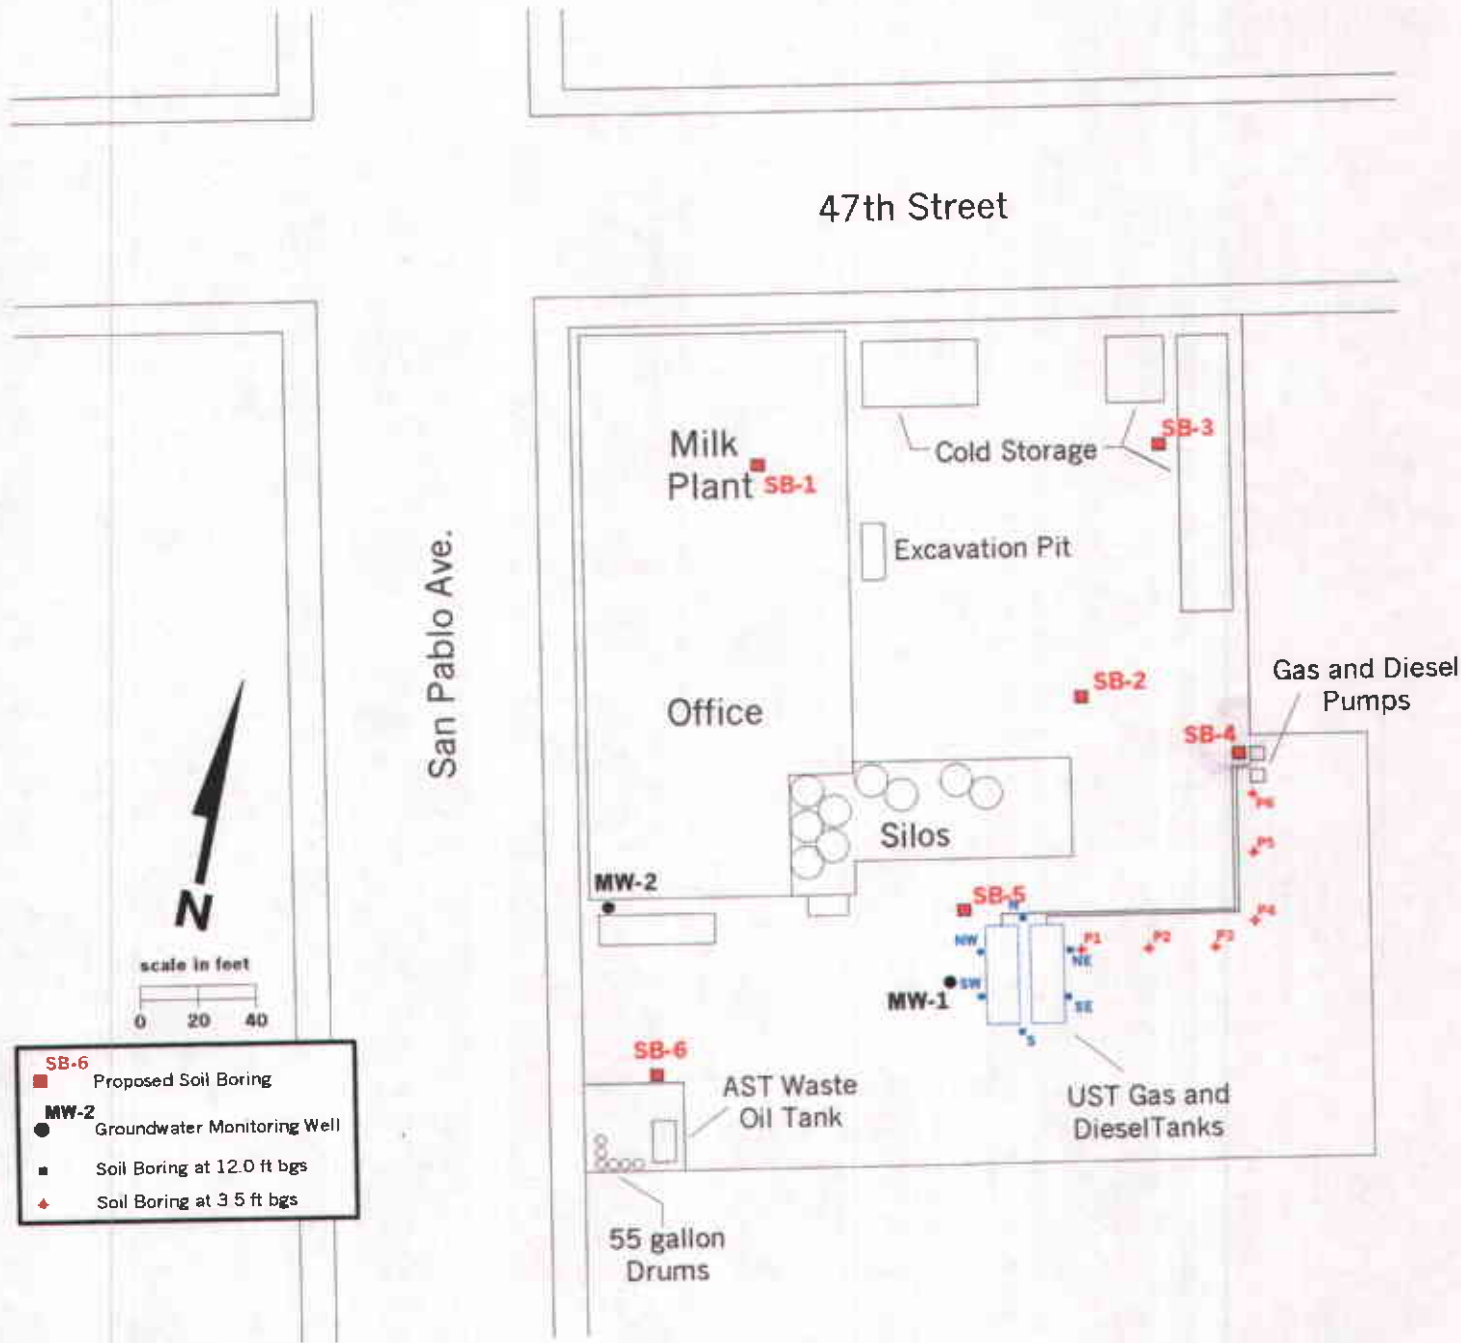 47th Street
San Pablo Ave.
Milk
Plant
SB-1
Cold Storage
SB-3
Excavation Pit
SB-2
Gas and Diesel
Pumps
Office
SB-4
P6
Silos
P5
MW-2
SB-5
N
P4
NW
P1
P2
P3
NE
SW
MW-1
SE
S
N
scale in feet
0 20 40
SB-6
AST Waste
Oil Tank
UST Gas and
DieselTanks
55 gallon
Drums
SB-6
Proposed Soil Boring
MW-2
Groundwater Monitoring Well
Soil Boring at 12.0 ft bgs
Soil Boring at 3 5 ft bgs